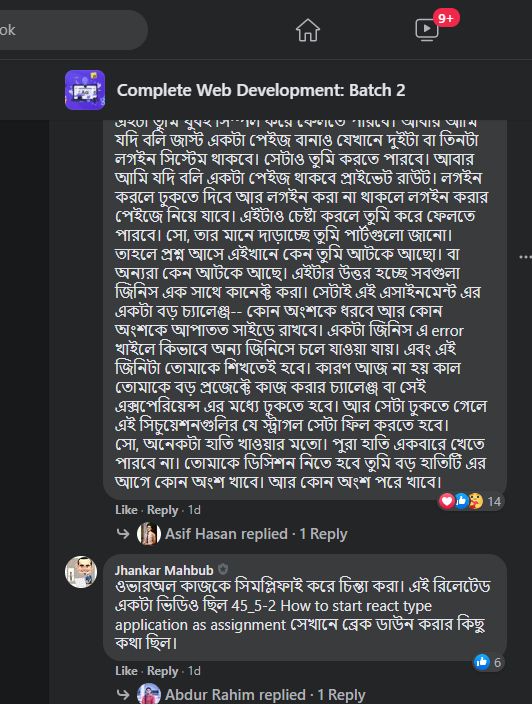 ok
9+
Complete Web Development: Batch 2
এইটা তুমি খুবই সিম্পল করে ফেলতে পারবে। আবার আমি
যদি বলি জাস্ট একটা পেইজ বানাও যেখানে দুইটা বা তিনটা
লগইন সিস্টেম থাকবে। সেটাও তুমি করতে পারবে। আবার
আমি যদি বলি একটা পেইজ থাকবে প্রাইভেট রাউট। লগইন
করলে ঢুকতে দিবে আর লগইন করা না থাকলে লগইন করার
পেইজে নিয়ে যাবে। এইটাও চেষ্টা করলে তুমি করে ফেলতে
পারবে। সো, তার মানে দাড়াচ্ছে তুমি পার্টগুলো জানো।
তাহলে প্রশ্ন আসে এইখানে কেন তুমি আটকে আছো। বা
অন্যরা কেন আটকে আছে। এইটার উত্তর হচ্ছে সবগুলা
জিনিস এক সাথে কানেক্ট করা। সেটাই এই এসাইনমেন্ট এর
একটা বড় চ্যালেঞ্জ-- কোন অংশকে ধরবে আর কোন
অংশকে আপাতত সাইডে রাখবে। একটা জিনিস এ error
খাইলে কিভাবে অন্য জিনিসে চলে যাওয়া যায়। এবং এই
জিনিটা তোমাকে শিখতেই হবে। কারণ আজ না হয় কাল
তোমাকে বড় প্রজেক্টে কাজ করার চ্যালেঞ্জ বা সেই
এক্সপেরিয়েন্স এর মধ্যে ঢুকতে হবে। আর সেটা ঢুকতে গেলে
এই সিচুয়েশনগুলির যে স্ট্রাগল সেটা ফিল করতে হবে।
সো, অনেকটা হাতি খাওয়ার মতো। পুরা হাতি একবারে খেতে
পারবে না। তোমাকে ডিসিশন নিতে হবে তুমি বড় হাতিটি এর
আগে কোন অংশ খাবে। আর কোন অংশ পরে খাবে।
14
Like · Reply · 1d
Asif Hasan replied · 1 Reply
Jhankar Mahbub
ওভারঅল কাজকে সিমপ্লিফাই করে চিন্তা করা। এই রিলেটেড
একটা ভিডিও ছিল 45_5-2 How to start react type
application as assignment সেখানে ব্রেক ডাউন করার কিছু
কথা ছিল।
6
Like · Reply · 1d
Abdur Rahim replied · 1 Reply